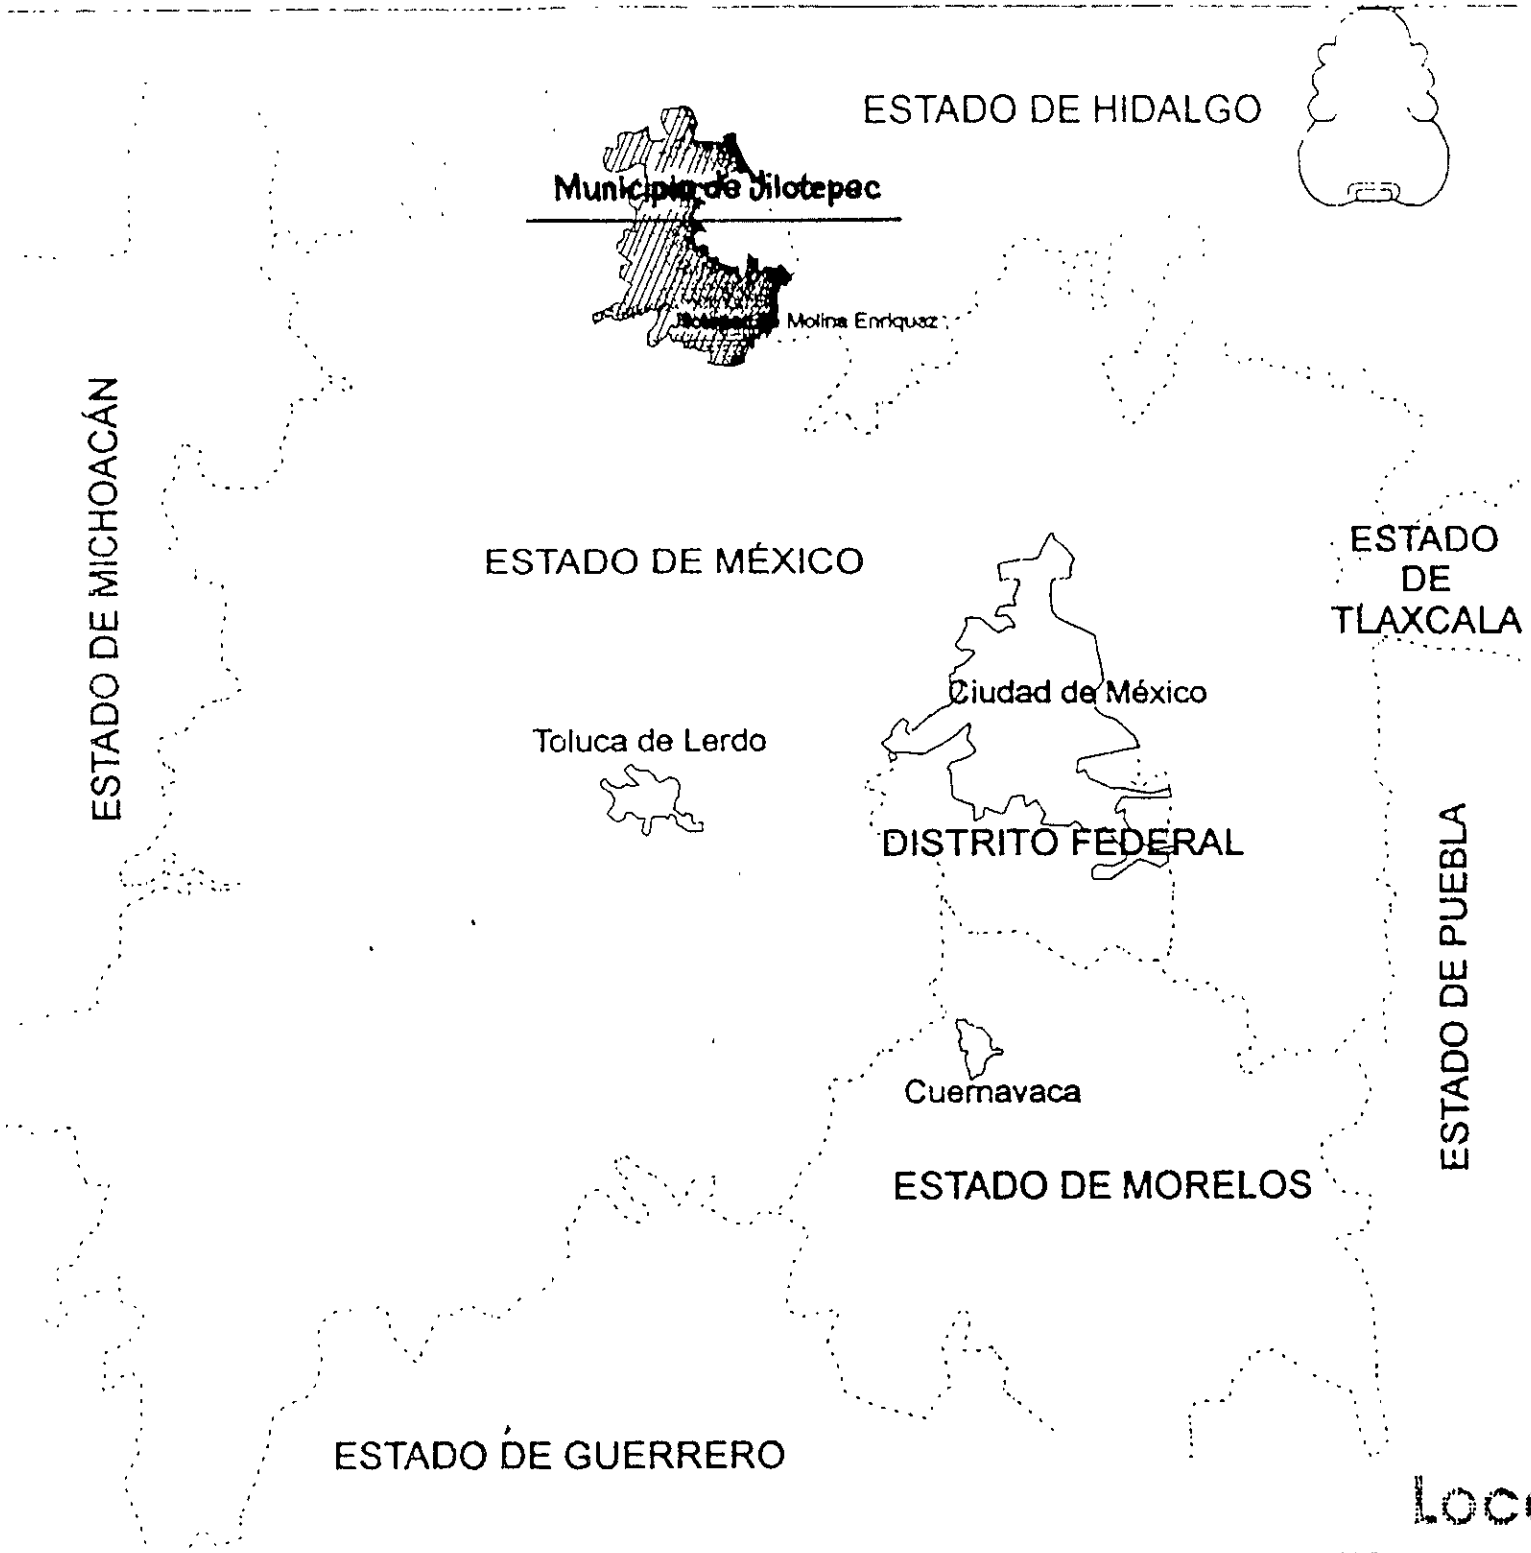 ESTADO DE HIDALGO
Municipio de Jilotepec
Molina Enriquez
ESTADO DE MICHOACÁN
ESTADO DE MÉXICO
ESTADO
DE
TLAXCALA
Ciudad de México
Toluca de Lerdo
DISTRITO FEDERAL
ESTADO DE PUEBLA
Cuernavaca
ESTADO DE MORELOS
ESTADO DE GUERRERO